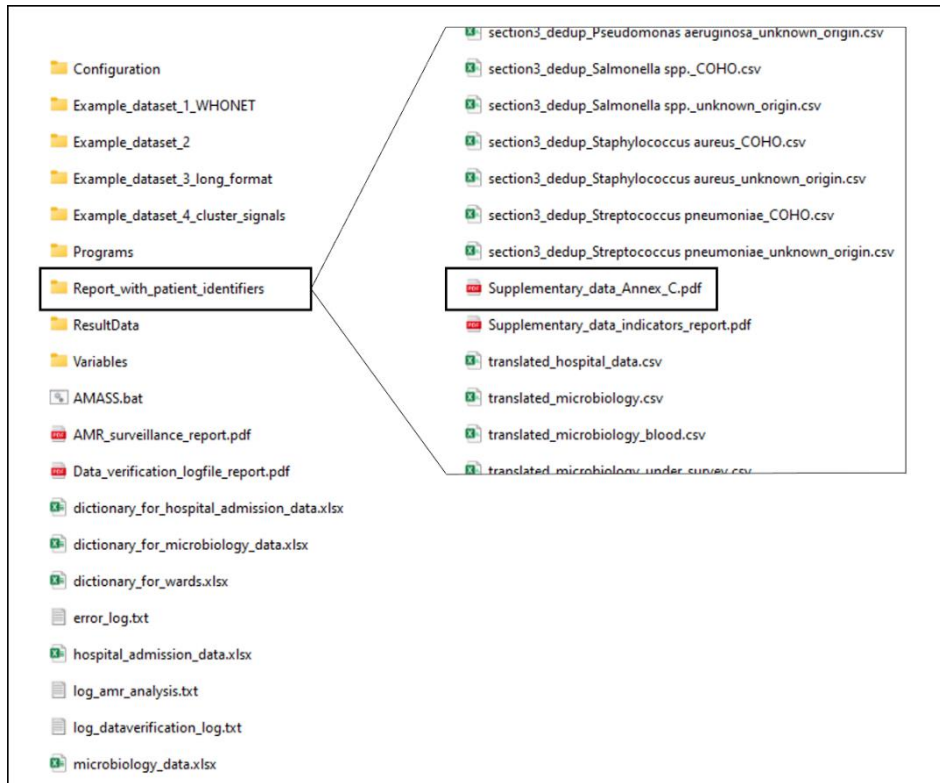 Configuration
Example_dataset_1_WHONET
Example_dataset_2
Example_dataset_3_long_format
Example_dataset_4_cluster_signals
Programs
Report_with_patient_identifiers
ResultData
Variables
AMASS.bat
AMR_surveillance_report.pdf
Data_verification_logfile_report.pdf
dictionary_for_hospital_admission_data.xlsx
dictionary_for_microbiology_data.xlsx
dictionary_for_wards.xlsx
error_log.txt
hospital_admission_data.xlsx
log_amr_analysis.txt
log_dataverification_log.txt
microbiology_data.xlsx
section3_dedup_Pseudomonas aeruginosa_unknown_origin.csv
section3_dedup_Salmonella spp._COHO.csv
section3_dedup_Salmonella spp._unknown_origin.csv
section3_dedup_Staphylococcus aureus_COHO.csv
section3_dedup_Staphylococcus aureus_unknown_origin.csv
section3_dedup_Streptococcus pneumoniae_COHO.csv
section3_dedup_Streptococcus pneumoniae_unknown_origin.csv
Supplementary_data_Annex_C.pdf
Supplementary_data_indicators_report.pdf
translated_hospital_data.csv
translated_microbiology.csv
translated_microbiology_blood.csv
translated_microbiology_under_survey.csv